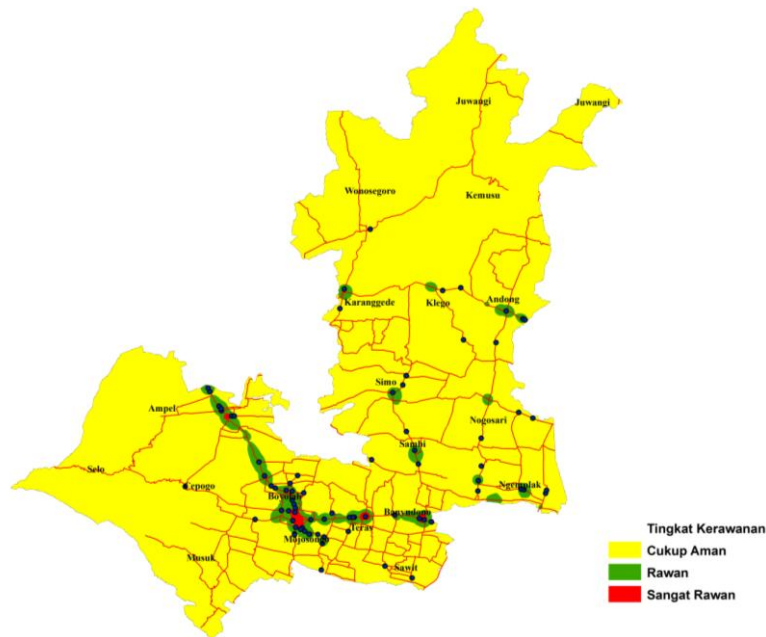 Juwangi
Juwangi
Wonosegoro
Kemusu
Karanggede
Klego
Andong
Simo
Ampel
Nogosari
Sambi
Selo
Cepogo
Ngemplak
Boyolali
Banyudono
Teras
Mojosongo
Musuk
Sawit
Tingkat Kerawanan
Cukup Aman
Rawan
Sangat Rawan